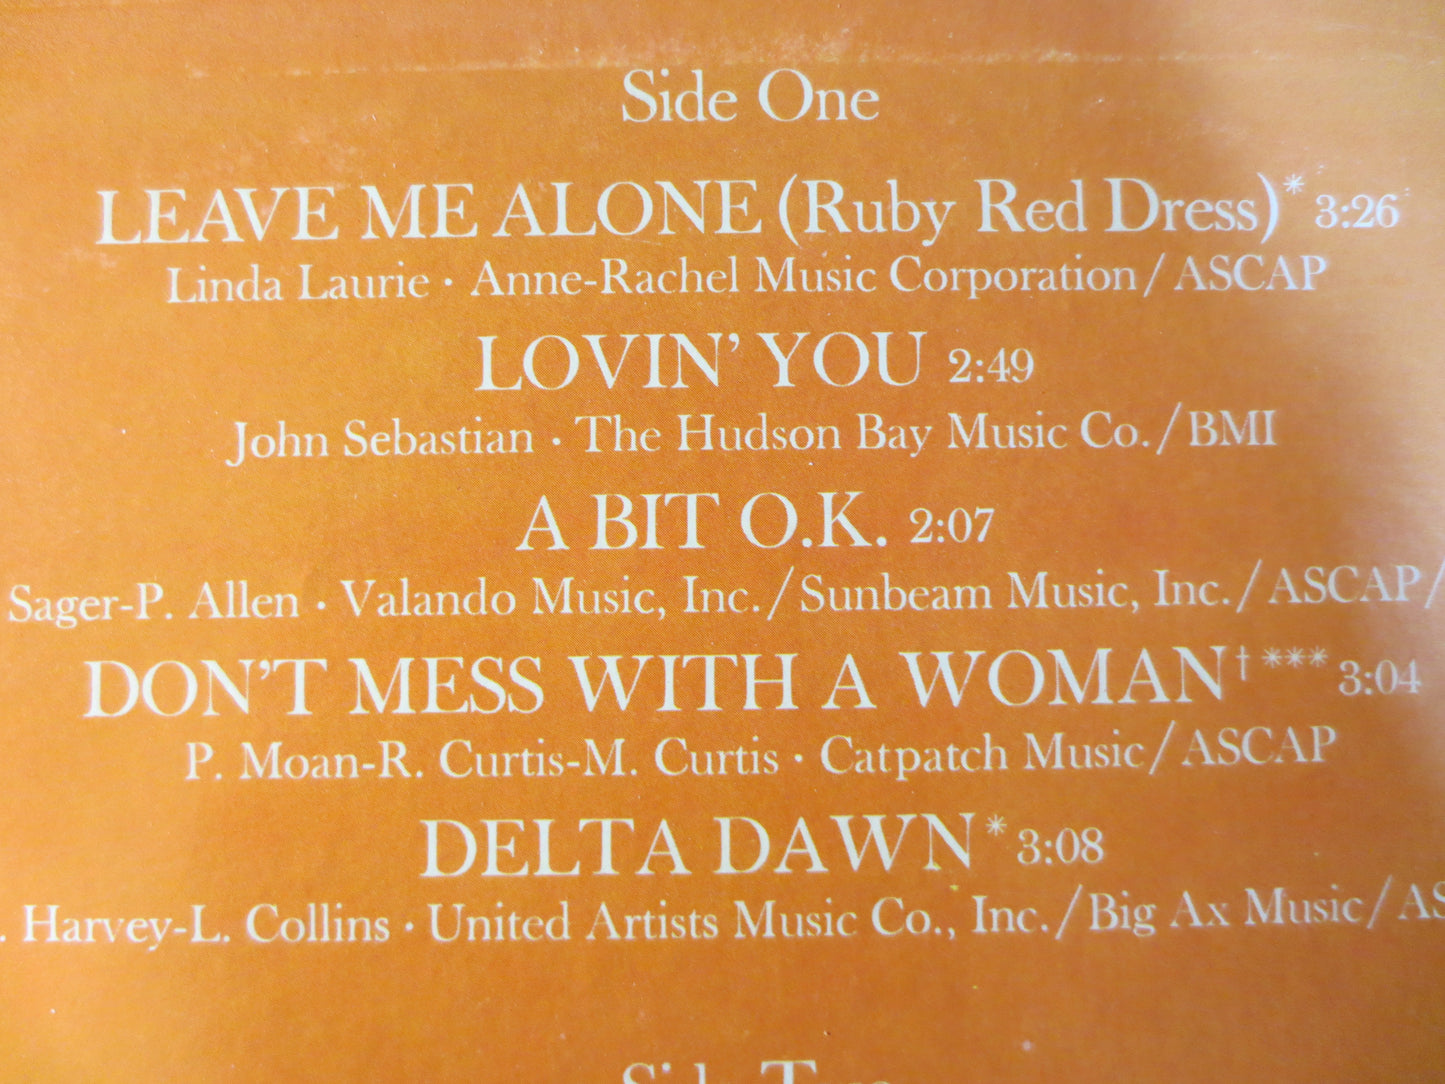 Side One
LEAVE ME ALONE (Ruby Red Dress)* 3:26
Linda Laurie · Anne-Rachel Music Corporation/ASCAP
LOVIN' YOU 2:49
John Sebastian · The Hudson Bay Music Co./BMI
A BIT O.K. 2:07
Sager-P. Allen · Valando Music, Inc./Sunbeam Music, Inc./ASCAP/
DON'T MESS WITH A WOMAN†*** 3:04
P. Moan-R. Curtis-M. Curtis · Catpatch Music/ASCAP
DELTA DAWN* 3:08
. Harvey-L. Collins · United Artists Music Co., Inc./Big Ax Music/AS
Side Two